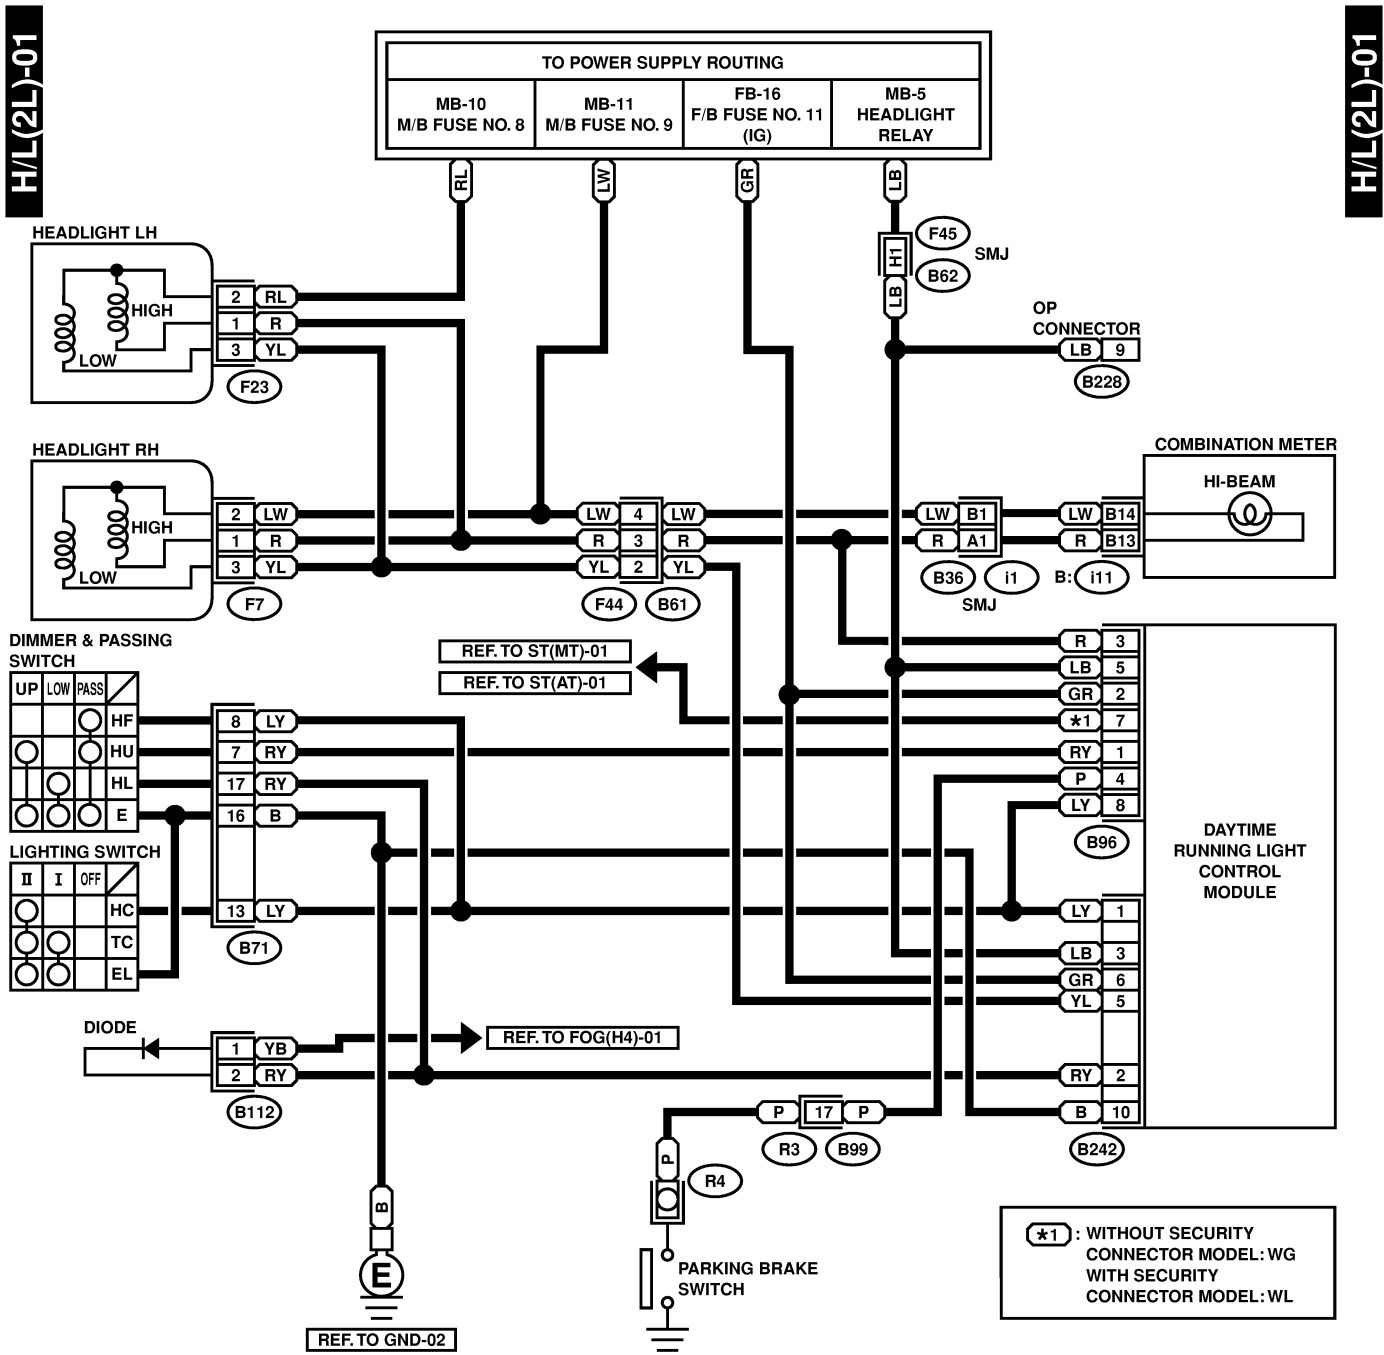 H/L(2L)-01
H/L(2L)-01
TO POWER SUPPLY ROUTING
MB-10
M/B FUSE NO. 8
MB-11
M/B FUSE NO. 9
FB-16
F/B FUSE NO. 11
(IG)
MB-5
HEADLIGHT
RELAY
RL
LW
GR
LB
H1
F45
B62
SMJ
LB
HEADLIGHT LH
HIGH
LOW
2 RL
1 R
3 YL
F23
OP
CONNECTOR
LB 9
B228
HEADLIGHT RH
HIGH
LOW
2 LW
1 R
3 YL
F7
LW 4 LW
R 3 R
YL 2 YL
F44 B61
LW B1
R A1
B36 i1
SMJ
LW B14
R B13
B: i11
COMBINATION METER
HI-BEAM
DIMMER & PASSING
SWITCH
UP LOW PASS
HF
HU
HL
E
8 LY
7 RY
17 RY
16 B
13 LY
B71
LIGHTING SWITCH
II I OFF
HC
TC
EL
REF. TO ST(MT)-01
REF. TO ST(AT)-01
R 3
LB 5
GR 2
*1 7
RY 1
P 4
LY 8
B96
DAYTIME
RUNNING LIGHT
CONTROL
MODULE
LY 1
LB 3
GR 6
YL 5
RY 2
B 10
B242
DIODE
1 YB
2 RY
B112
REF. TO FOG(H4)-01
P 17 P
R3 B99
P
R4
PARKING BRAKE
SWITCH
B
E
REF. TO GND-02
*1 : WITHOUT SECURITY
CONNECTOR MODEL: WG
WITH SECURITY
CONNECTOR MODEL: WL